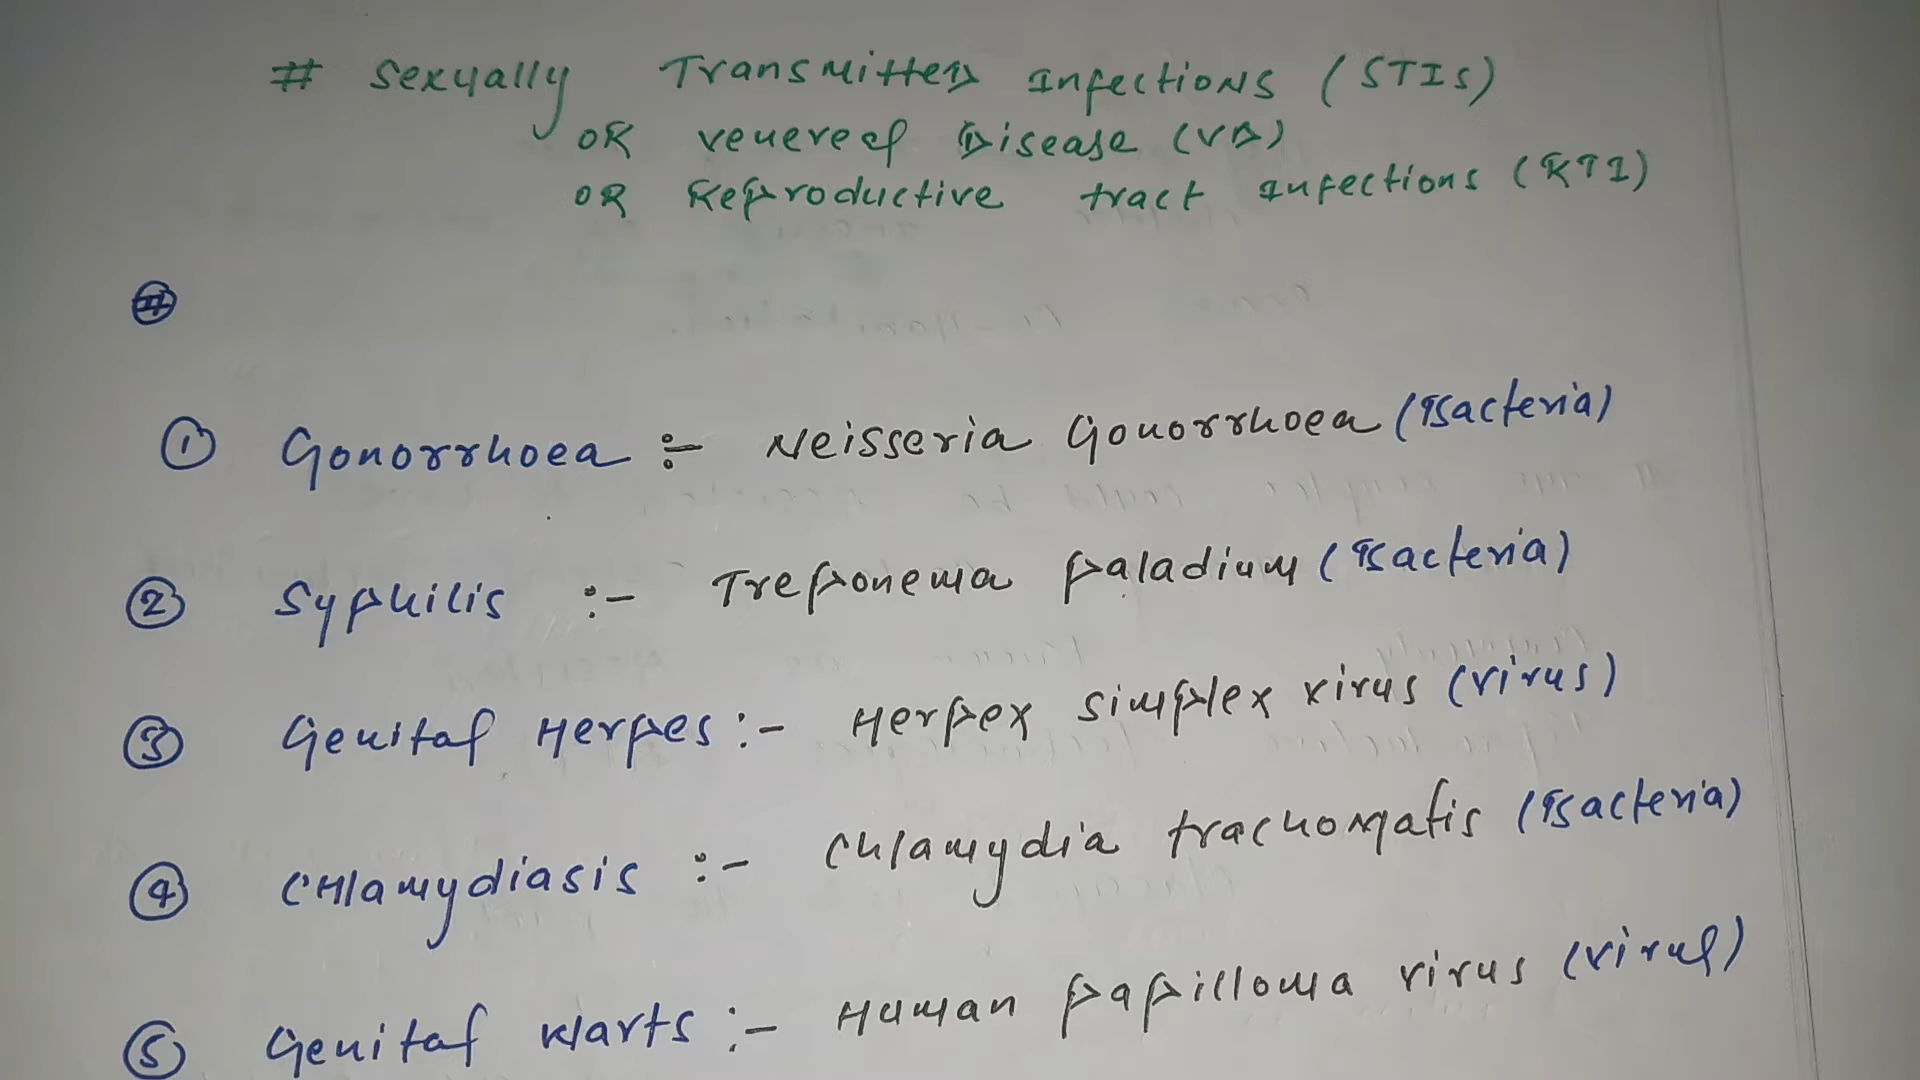 # Sexually Transmitted Infections (STIs)
OR venereal Disease (VD)
OR Reproductive tract infections (RTI)
#
① Gonorrhoea :- Neisseria Gonorrhoea (Bacteria)
② Syphilis :- Treponema paladium (Bacteria)
③ Genital Herpes :- Herpex simplex virus (virus)
④ CHlamydiasis :- Chlamydia trachomatis (Bacteria)
⑤ Genital Warts :- Human papilloma virus (virus)